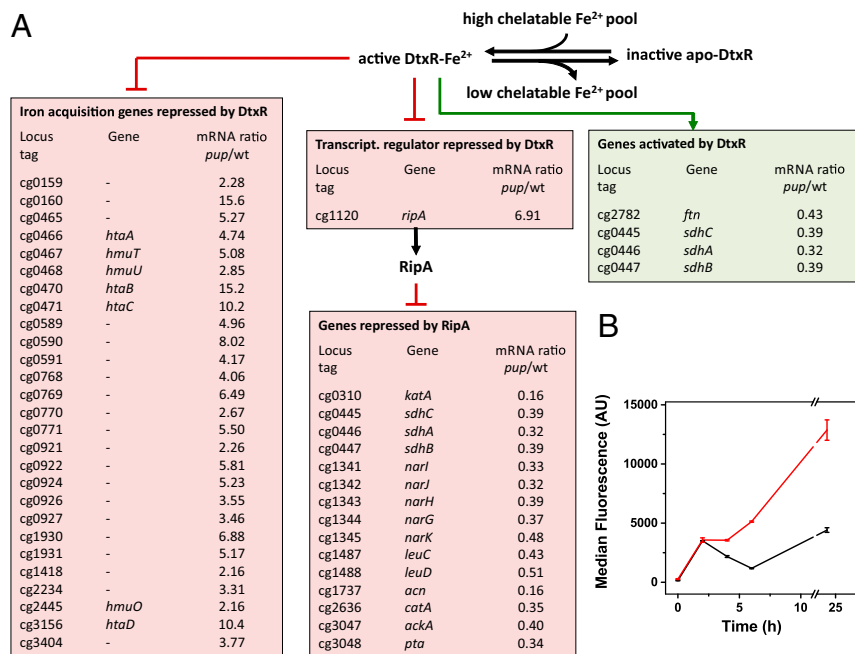 A
high chelatable Fe²⁺ pool
active DtxR-Fe²⁺
inactive apo-DtxR
low chelatable Fe²⁺ pool
Iron acquisition genes repressed by DtxR
Locus tag Gene mRNA ratio pup/wt
cg0159 - 2.28
cg0160 - 15.6
cg0465 - 5.27
cg0466 htaA 4.74
cg0467 hmuT 5.08
cg0468 hmuU 2.85
cg0470 htaB 15.2
cg0471 htaC 10.2
cg0589 - 4.96
cg0590 - 8.02
cg0591 - 4.17
cg0768 - 4.06
cg0769 - 6.49
cg0770 - 2.67
cg0771 - 5.50
cg0921 - 2.26
cg0922 - 5.81
cg0924 - 5.23
cg0926 - 3.55
cg0927 - 3.46
cg1930 - 6.88
cg1931 - 5.17
cg1418 - 2.16
cg2234 - 3.31
cg2445 hmuO 2.16
cg3156 htaD 10.4
cg3404 - 3.77
Transcript. regulator repressed by DtxR
Locus tag Gene mRNA ratio pup/wt
cg1120 ripA 6.91
RipA
Genes repressed by RipA
Locus tag Gene mRNA ratio pup/wt
cg0310 katA 0.16
cg0445 sdhC 0.39
cg0446 sdhA 0.32
cg0447 sdhB 0.39
cg1341 narI 0.33
cg1342 narJ 0.32
cg1343 narH 0.39
cg1344 narG 0.37
cg1345 narK 0.48
cg1487 leuC 0.43
cg1488 leuD 0.51
cg1737 acn 0.16
cg2636 catA 0.35
cg3047 ackA 0.40
cg3048 pta 0.34
Genes activated by DtxR
Locus tag Gene mRNA ratio pup/wt
cg2782 ftn 0.43
cg0445 sdhC 0.39
cg0446 sdhA 0.32
cg0447 sdhB 0.39
B
Median Fluorescence (AU)
15000
10000
5000
0
0 5 10 25
Time (h)